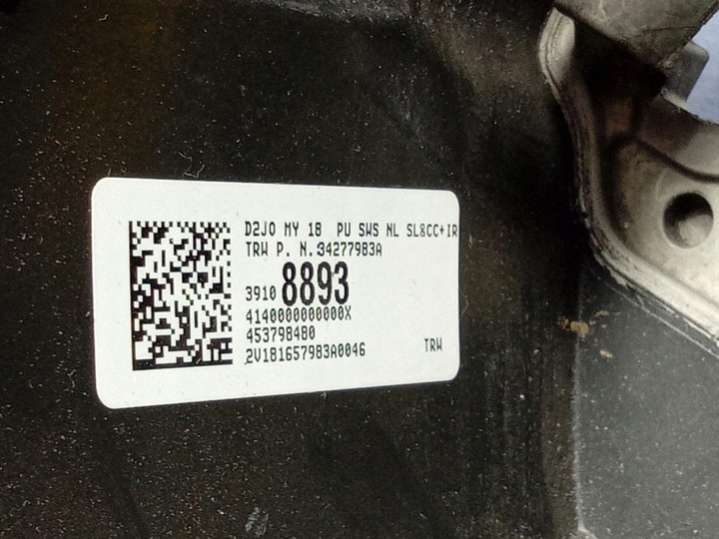 D2JO MY 18 PU SWS NL SL&CC+IR
TRW P. N. 34277983A
3910 8893
4140000000000X
453798480
2V181657983A0046
TRW